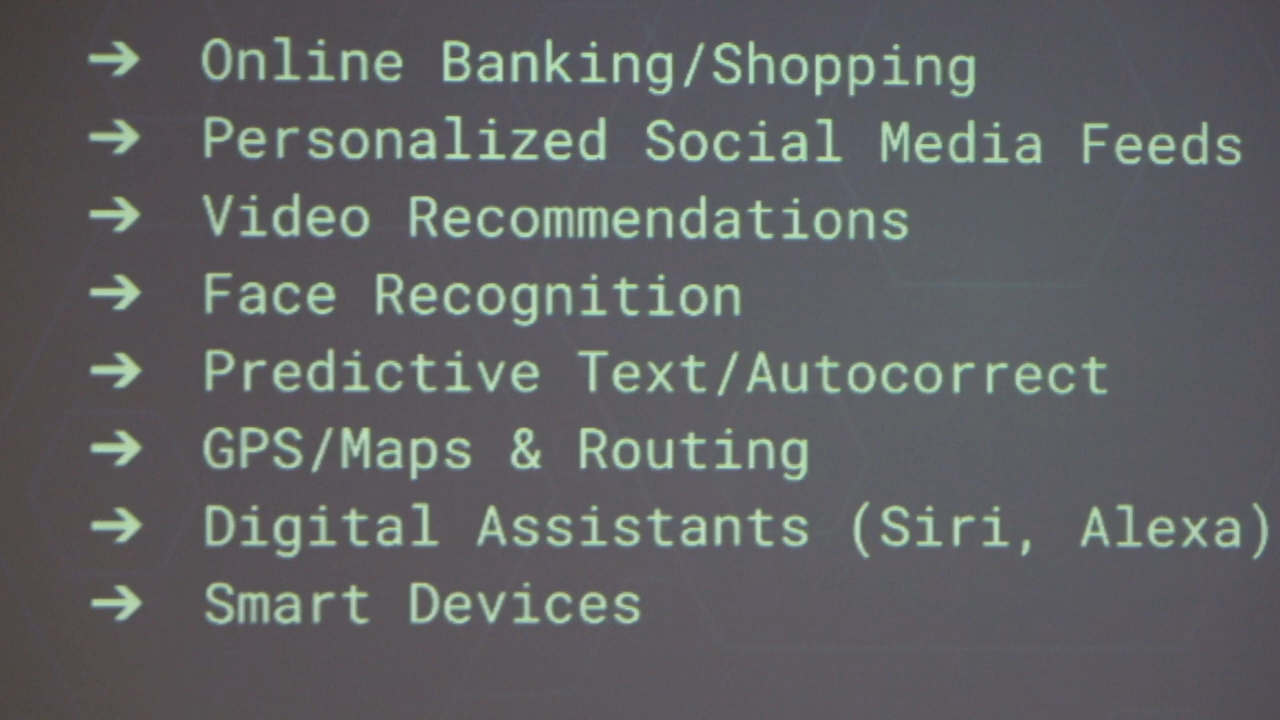 → Online Banking/Shopping
→ Personalized Social Media Feeds
→ Video Recommendations
→ Face Recognition
→ Predictive Text/Autocorrect
→ GPS/Maps & Routing
→ Digital Assistants (Siri, Alexa)
→ Smart Devices